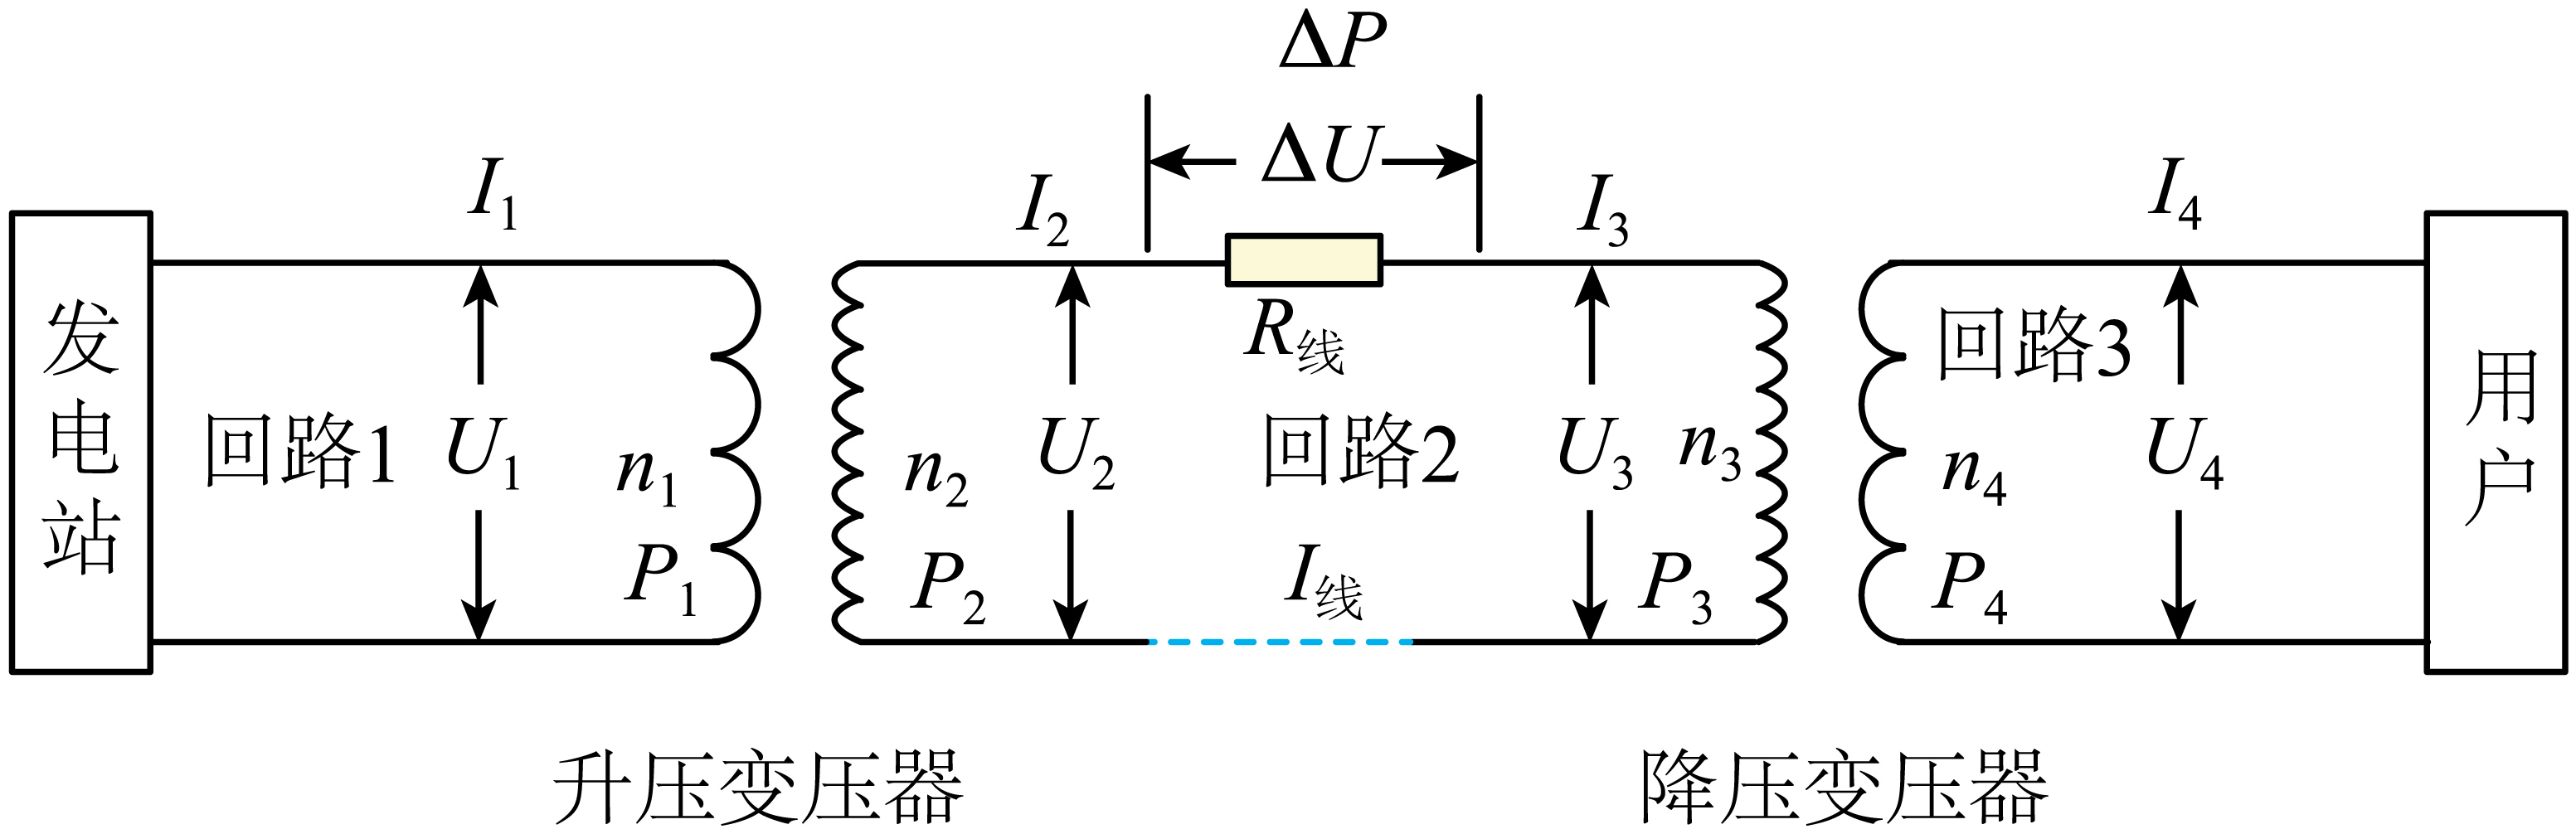 ΔP
ΔU
I₁
I₂
I₃
I₄
发电站
回路1
U₁
n₁
P₁
n₂
P₂
U₂
R线
回路2
I线
U₃
n₃
P₃
回路3
n₄
P₄
U₄
用户
升压变压器
降压变压器